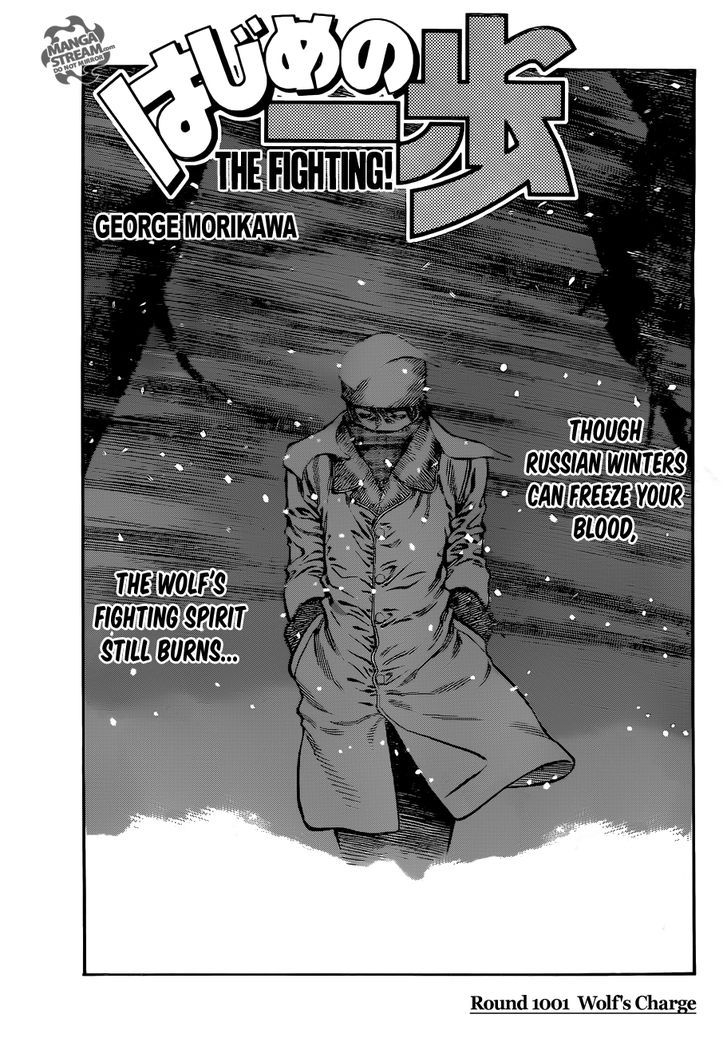 MANGA
STREAM.com
DO NOT MIRROR
はじめの
一歩
THE FIGHTING!
GEORGE MORIKAWA
THOUGH
RUSSIAN WINTERS
CAN FREEZE YOUR
BLOOD,
THE WOLF'S
FIGHTING SPIRIT
STILL BURNS...
Round 1001 Wolf's Charge